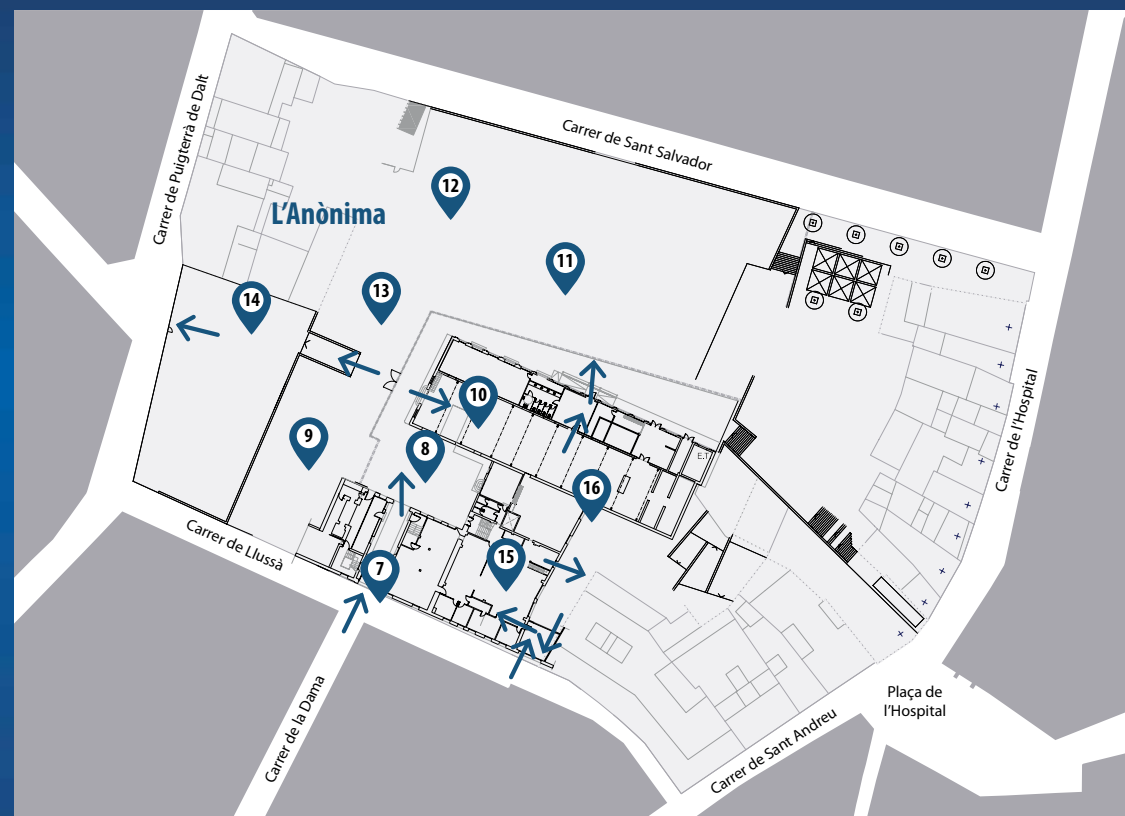 Carrer de Puigterrà de Dalt
Carrer de Sant Salvador
L'Anònima
12
11
13
14
10
9
8
E.T
16
15
7
Carrer de l'Hospital
Carrer de Llussà
Carrer de la Dama
Plaça de
l'Hospital
Carrer de Sant Andreu